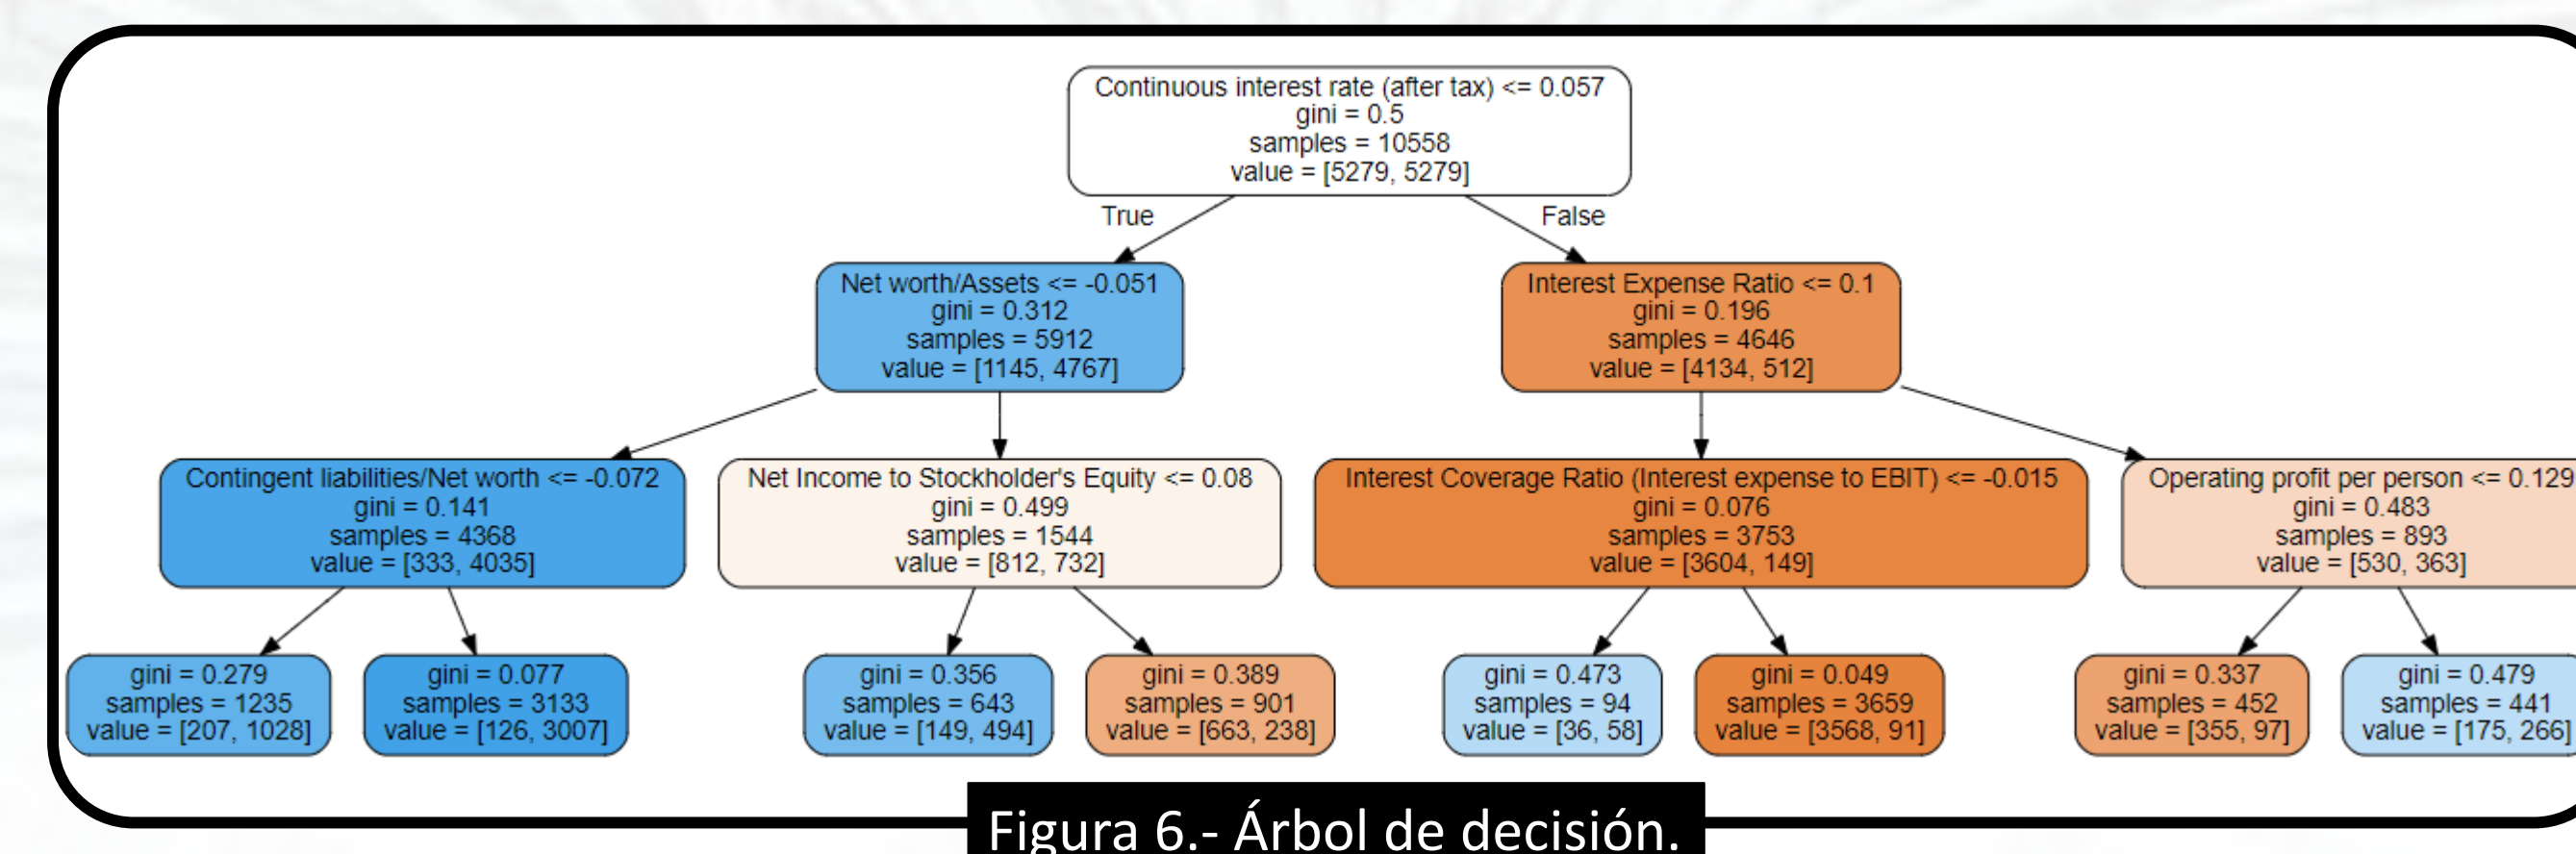 Continuous interest rate (after tax) <= 0.057
gini = 0.5
samples = 10558
value = [5279, 5279]
True
False
Net worth/Assets <= -0.051
gini = 0.312
samples = 5912
value = [1145, 4767]
Interest Expense Ratio <= 0.1
gini = 0.196
samples = 4646
value = [4134, 512]
Contingent liabilities/Net worth <= -0.072
gini = 0.141
samples = 4368
value = [333, 4035]
Net Income to Stockholder's Equity <= 0.08
gini = 0.499
samples = 1544
value = [812, 732]
Interest Coverage Ratio (Interest expense to EBIT) <= -0.015
gini = 0.076
samples = 3753
value = [3604, 149]
Operating profit per person <= 0.129
gini = 0.483
samples = 893
value = [530, 363]
gini = 0.279
samples = 1235
value = [207, 1028]
gini = 0.077
samples = 3133
value = [126, 3007]
gini = 0.356
samples = 643
value = [149, 494]
gini = 0.389
samples = 901
value = [663, 238]
gini = 0.473
samples = 94
value = [36, 58]
gini = 0.049
samples = 3659
value = [3568, 91]
gini = 0.337
samples = 452
value = [355, 97]
gini = 0.479
samples = 441
value = [175, 266]
Figura 6.- Árbol de decisión.